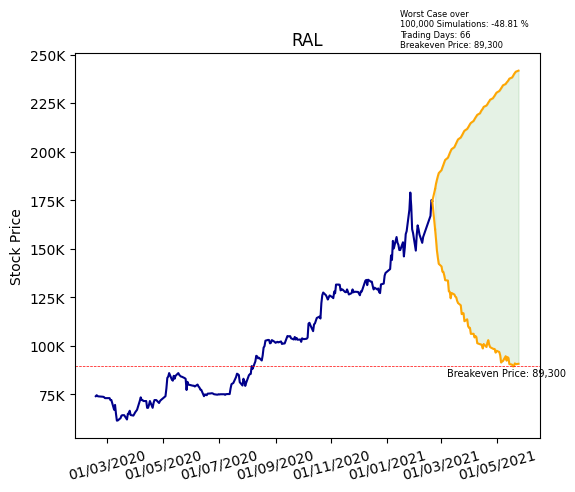 Worst Case over
100,000 Simulations: -48.81 %
Trading Days: 66
Breakeven Price: 89,300
RAL
250K
225K
200K
175K
150K
125K
100K
75K
Stock Price
Breakeven Price: 89,300
01/03/2020
01/05/2020
01/07/2020
01/09/2020
01/11/2020
01/01/2021
01/03/2021
01/05/2021